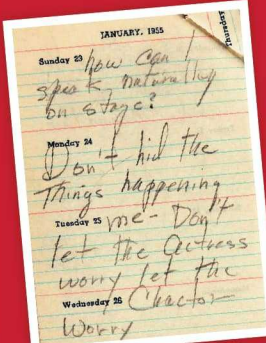 JANUARY, 1955
Thursday
Sunday 23 how can I
speak naturally
on stage?
Monday 24
Don't hid the
things happening
Tuesday 25 me - Don't
let the actress
worry let the
Wednesday 26 Chactor
Worry